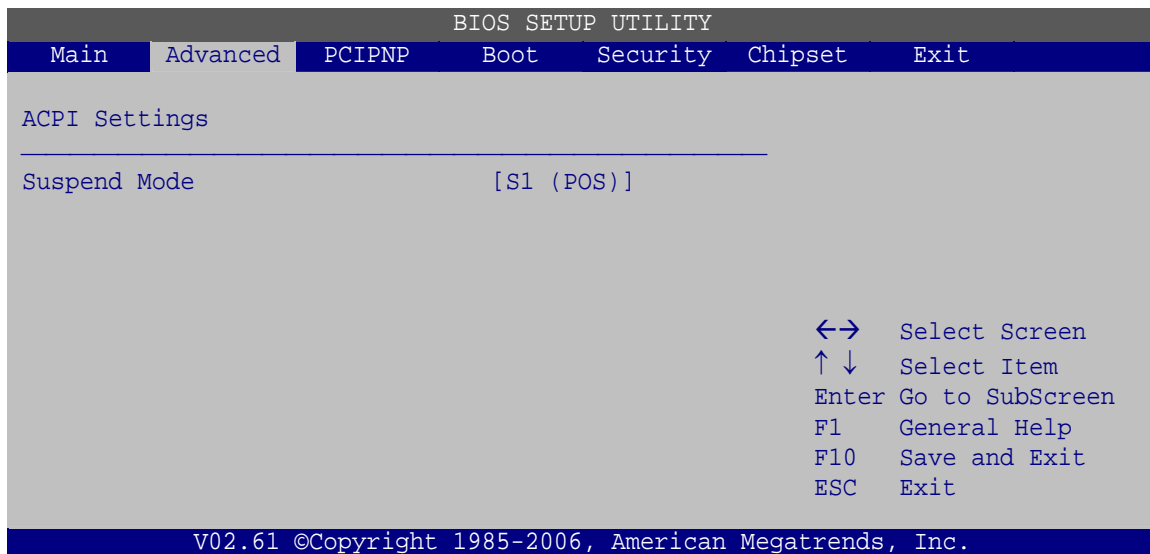 BIOS SETUP UTILITY
Main Advanced PCIPNP Boot Security Chipset Exit
ACPI Settings
Suspend Mode [S1 (POS)]
←→ Select Screen
↑ ↓ Select Item
Enter Go to SubScreen
F1 General Help
F10 Save and Exit
ESC Exit
V02.61 ©Copyright 1985-2006, American Megatrends, Inc.